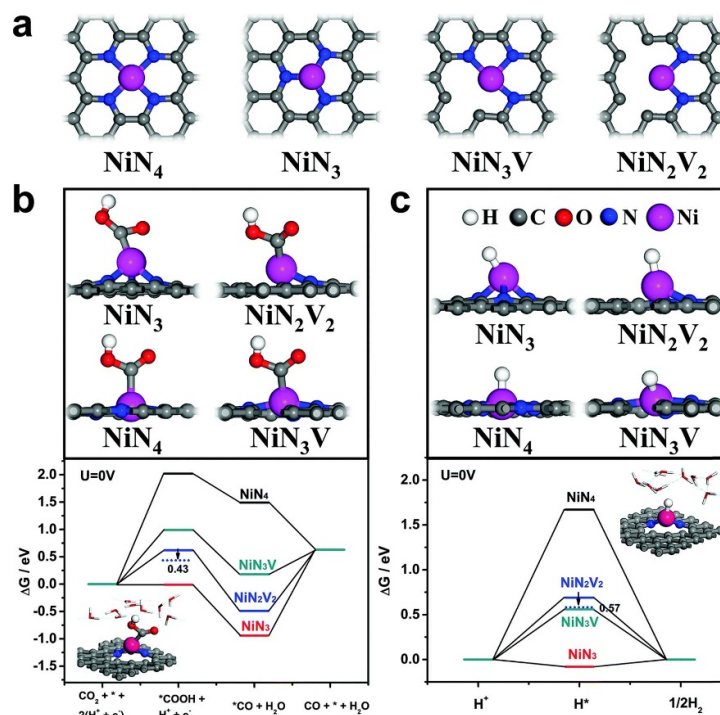 a
NiN₄ NiN₃ NiN₃V NiN₂V₂
b
NiN₃ NiN₂V₂
NiN₄ NiN₃V
U=0V
ΔG / eV
2.0
1.5
1.0
0.5
0.0
-0.5
-1.0
-1.5
NiN₄
NiN₃V
0.43
NiN₂V₂
NiN₃
CO₂ + * + *COOH + *CO + H₂O CO + * + H₂O
2(H⁺ + e⁻) H⁺ + e⁻
c
H C O N Ni
NiN₃ NiN₂V₂
NiN₄ NiN₃V
U=0V
ΔG / eV
2.0
1.5
1.0
0.5
0.0
NiN₄
NiN₂V₂
0.57
NiN₃V
NiN₃
H⁺ H* 1/2H₂